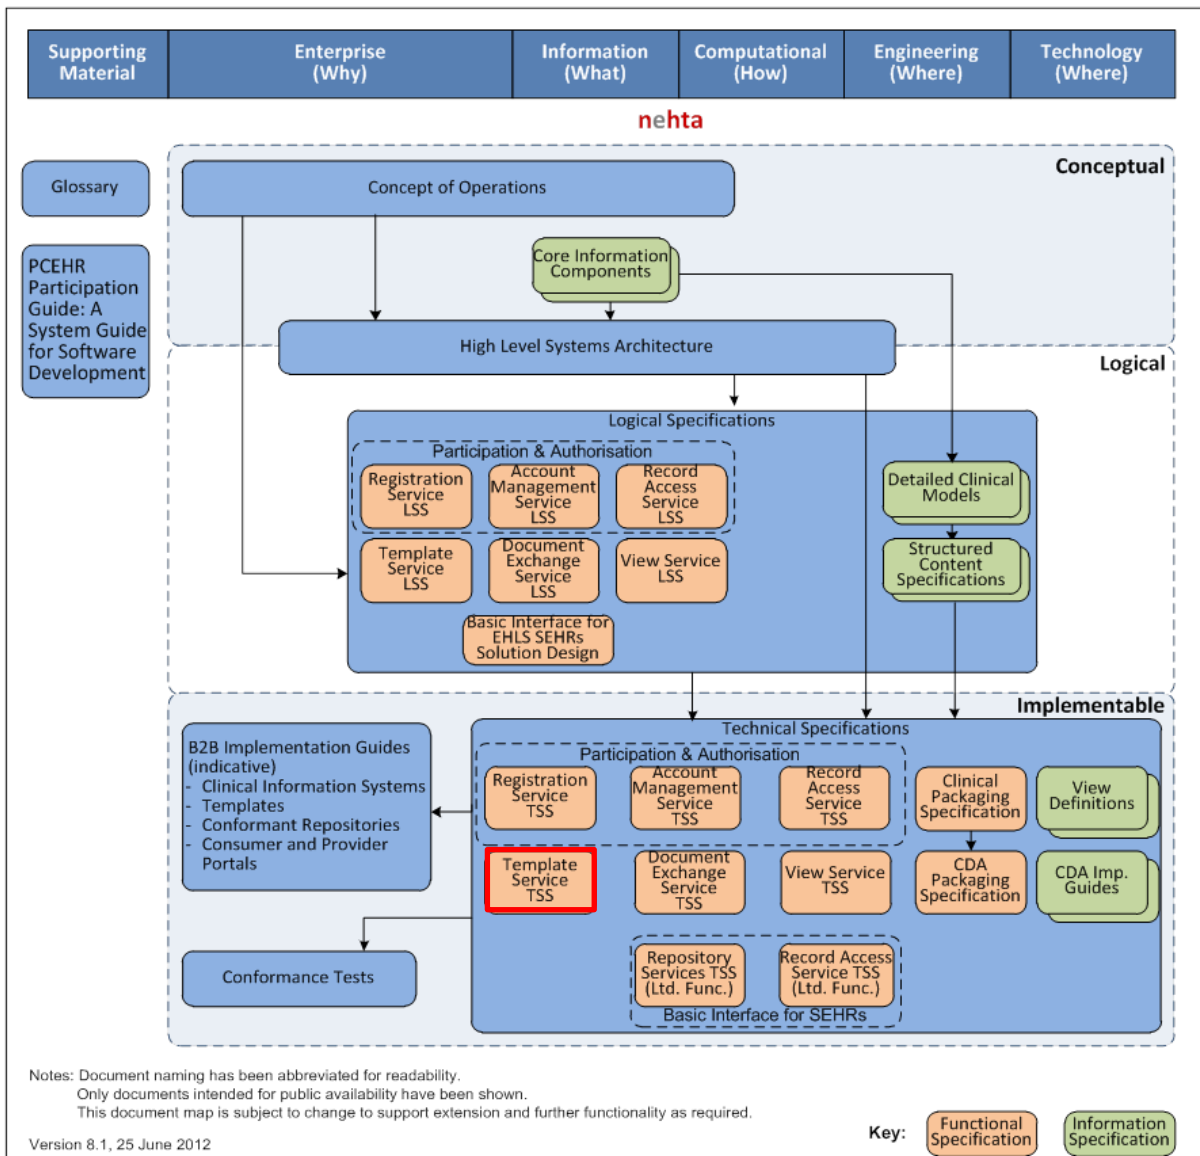 Supporting
Material
Enterprise
(Why)
Information
(What)
Computational
(How)
Engineering
(Where)
Technology
(Where)
nehta
Conceptual
Glossary
Concept of Operations
PCEHR
Participation
Guide: A
System Guide
for Software
Development
Core Information
Components
High Level Systems Architecture
Logical
Logical Specifications
Participation & Authorisation
Registration
Service
LSS
Account
Management
Service
LSS
Record
Access
Service
LSS
Detailed Clinical
Models
Template
Service
LSS
Document
Exchange
Service
LSS
View Service
LSS
Structured
Content
Specifications
Basic Interface for
EHLS SEHRs
Solution Design
Implementable
Technical Specifications
B2B Implementation Guides
(indicative)
- Clinical Information Systems
- Templates
- Conformant Repositories
- Consumer and Provider
Portals
Participation & Authorisation
Registration
Service
TSS
Account
Management
Service
TSS
Record
Access
Service
TSS
Clinical
Packaging
Specification
View
Definitions
Template
Service
TSS
Document
Exchange
Service
TSS
View Service
TSS
CDA
Packaging
Specification
CDA Imp.
Guides
Conformance Tests
Repository
Services TSS
(Ltd. Func.)
Record Access
Service TSS
(Ltd. Func.)
Basic Interface for SEHRs
Notes: Document naming has been abbreviated for readability.
Only documents intended for public availability have been shown.
This document map is subject to change to support extension and further functionality as required.
Version 8.1, 25 June 2012
Key:
Functional
Specification
Information
Specification